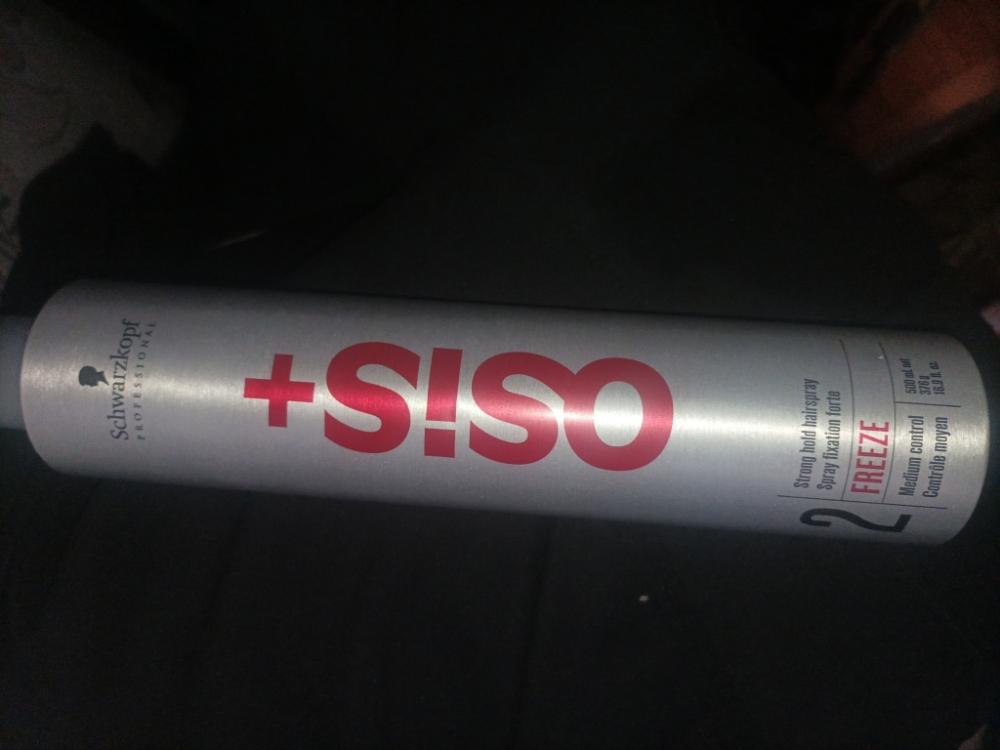 Schwarzkopf
PROFESSIONAL
OSiS+
Strong hold hairspray
Spray fixation forte
2
FREEZE
Medium control
Contrôle moyen
500 mL net
376 g
16.9 fl. oz.